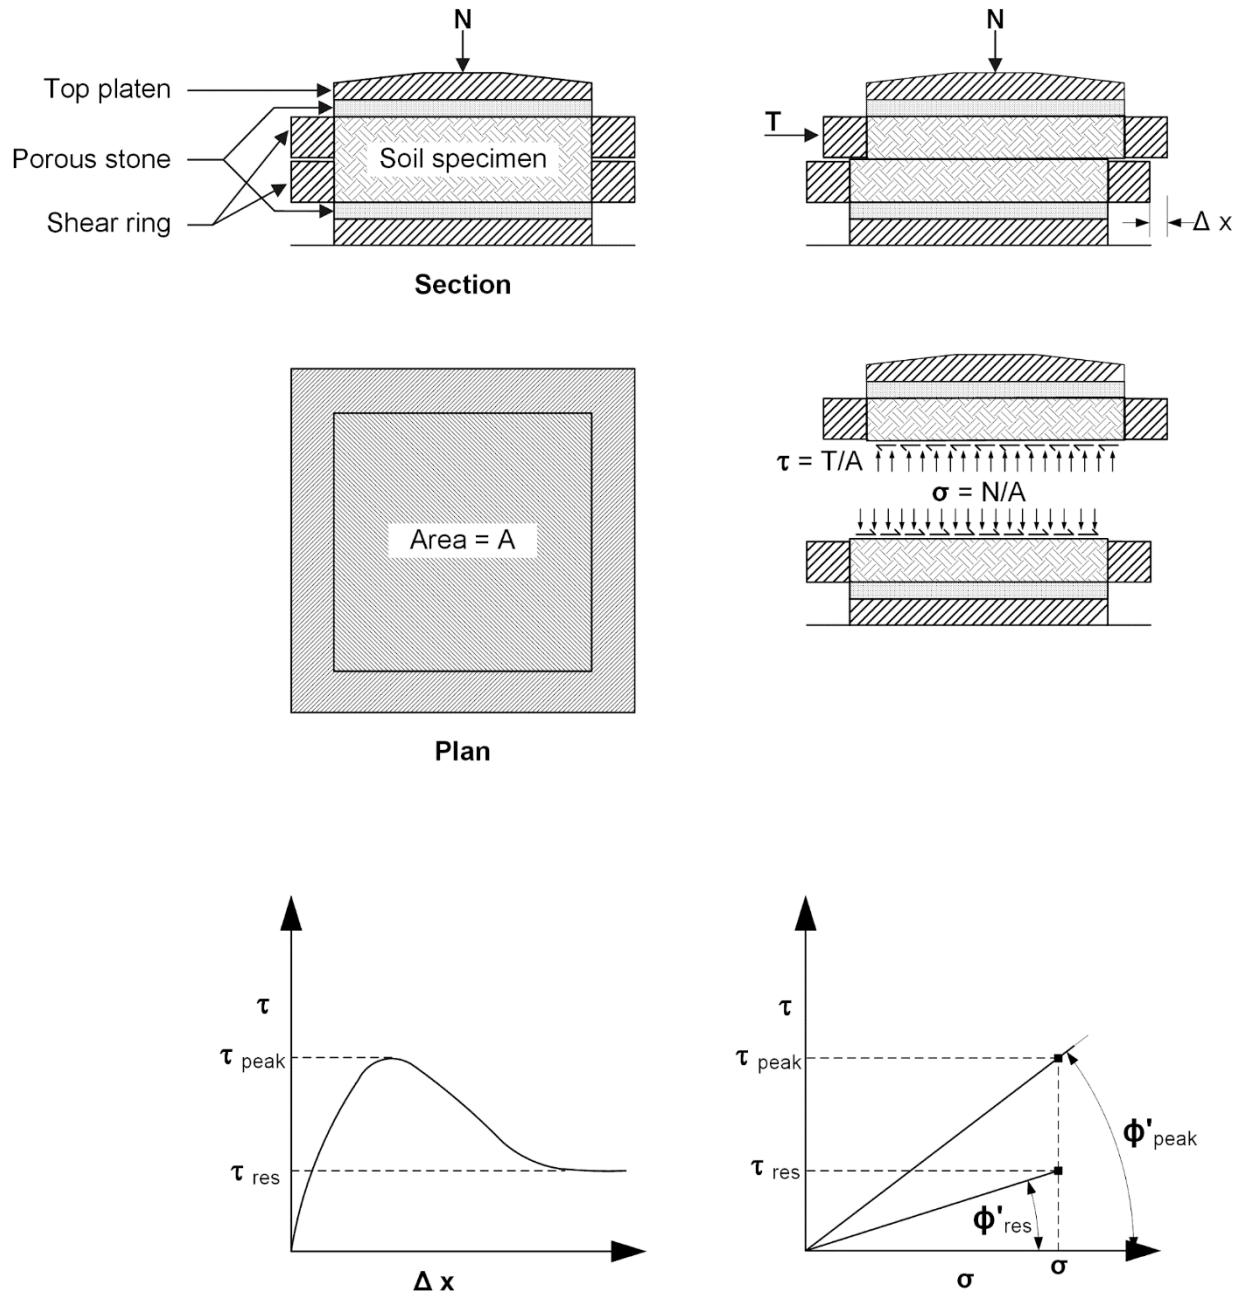 N
N
Top platen
T
Porous stone
Soil specimen
Shear ring
Δ x
Section
τ = T/A
σ = N/A
Area = A
Plan
τ
τ
τ peak
τ peak
ϕ'peak
τ res
τ res
ϕ'res
Δ x
σ
σ